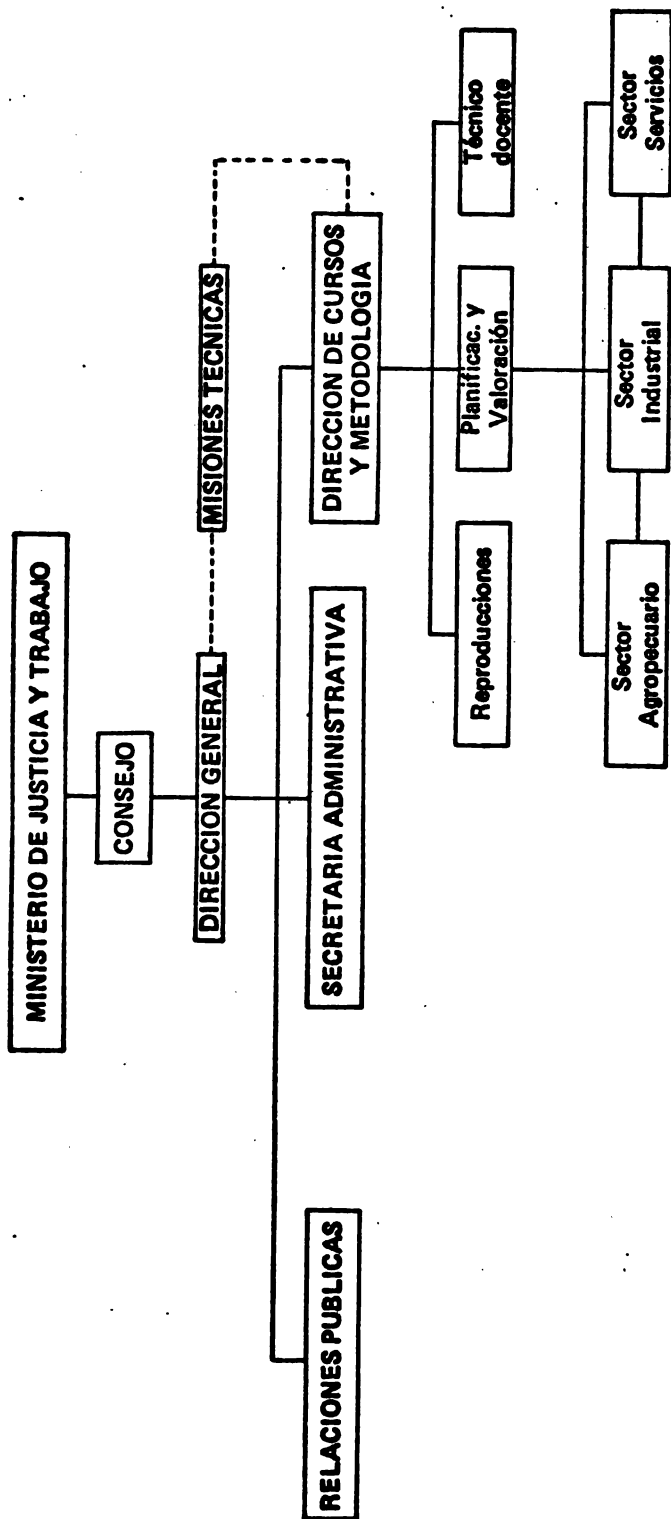 MINISTERIO DE JUSTICIA Y TRABAJO
CONSEJO
DIRECCION GENERAL
MISIONES TECNICAS
RELACIONES PUBLICAS
SECRETARIA ADMINISTRATIVA
DIRECCION DE CURSOS
Y METODOLOGIA
Reproducciones
Planificac. y
Valoración
Técnico
docente
Sector
Agropecuario
Sector
Industrial
Sector
Servicios